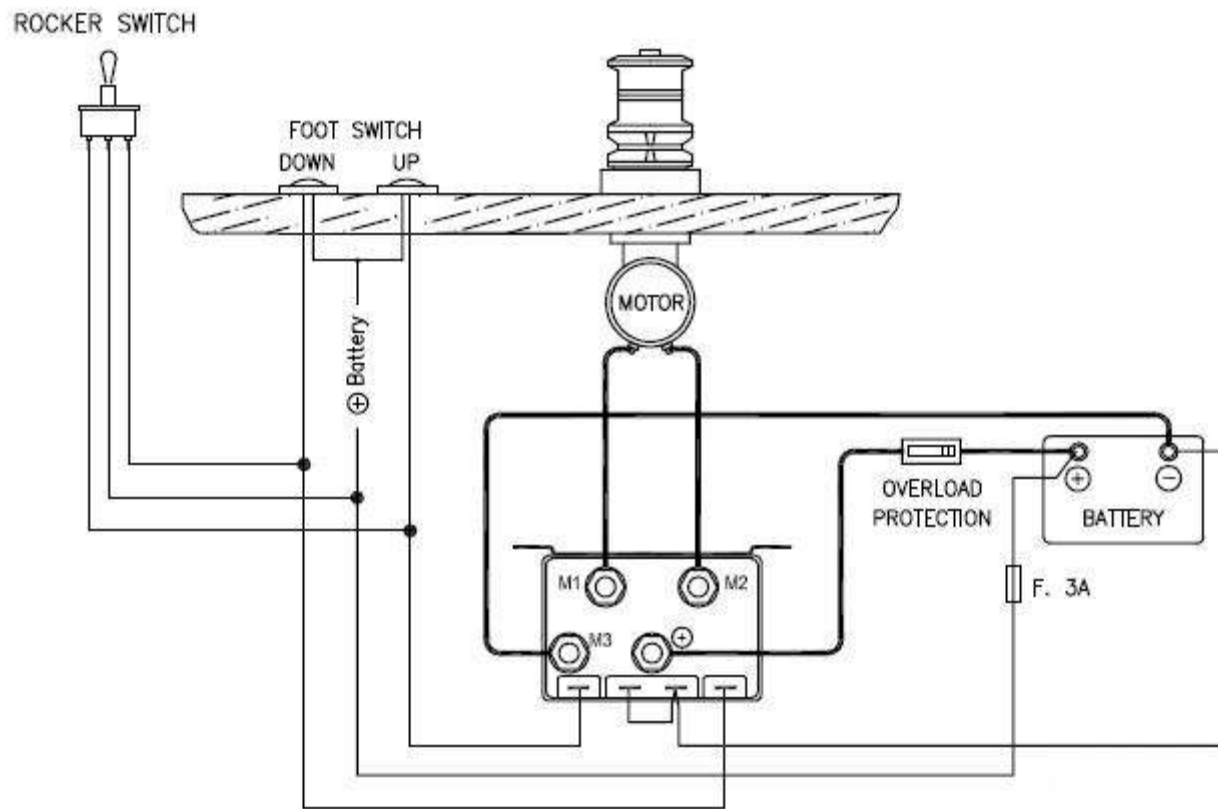 ROCKER SWITCH
FOOT SWITCH
DOWN UP
MOTOR
⊕ Battery
OVERLOAD
PROTECTION
⊕ ⊖
BATTERY
F. 3A
M1 M2
M3 ⊕